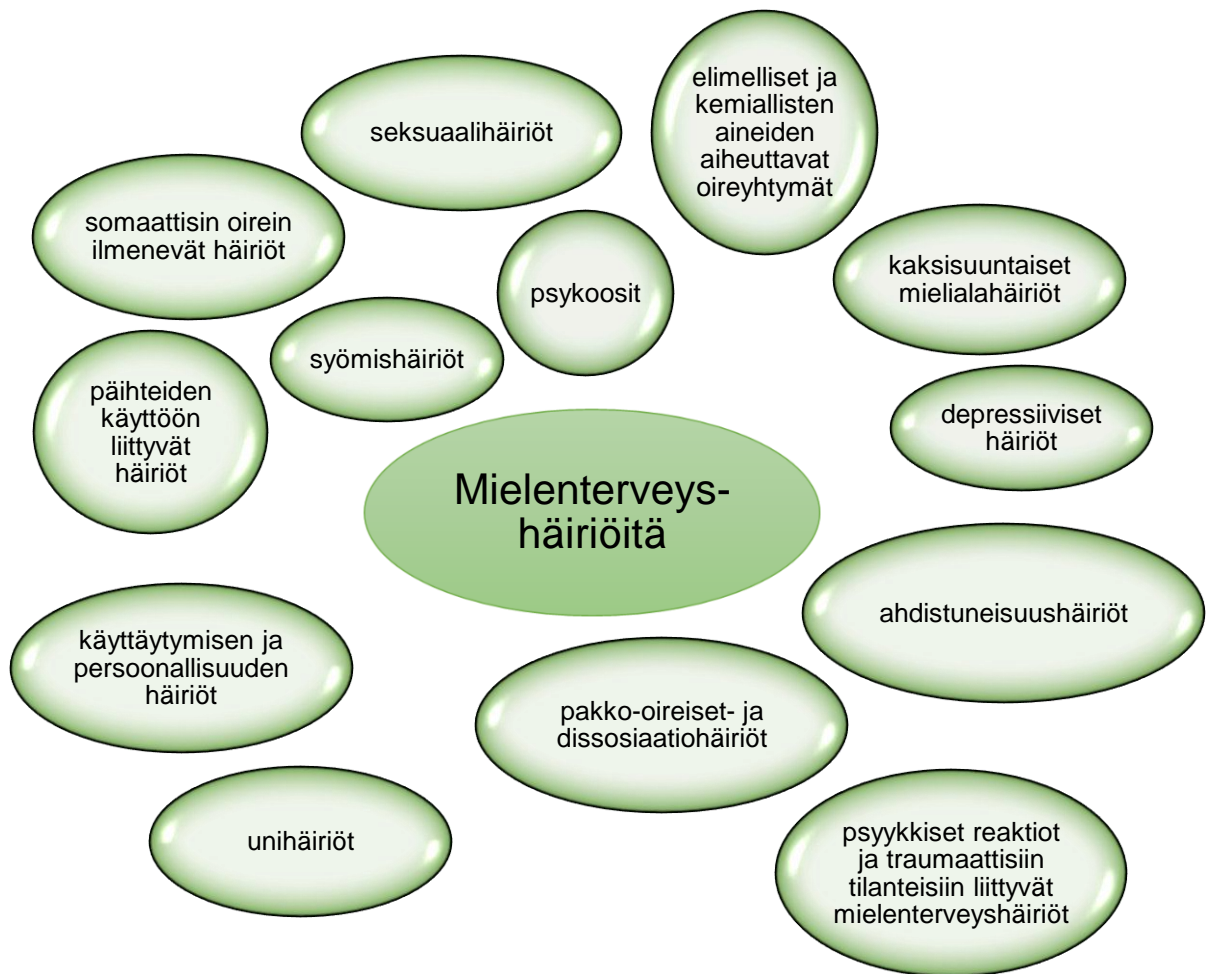 elimelliset ja
kemiallisten
aineiden
aiheuttavat
oireyhtymät
seksuaalihäiriöt
somaattisin oirein
ilmenevät häiriöt
kaksisuuntaiset
mielialahäiriöt
psykoosit
syömishäiriöt
päihteiden
käyttöön
liittyvät
häiriöt
depressiiviset
häiriöt
Mielenterveys-
häiriöitä
ahdistuneisuushäiriöt
käyttäytymisen ja
persoonallisuuden
häiriöt
pakko-oireiset- ja
dissosiaatiohäiriöt
unihäiriöt
psyykkiset reaktiot
ja traumaattisiin
tilanteisiin liittyvät
mielenterveyshäiriöt